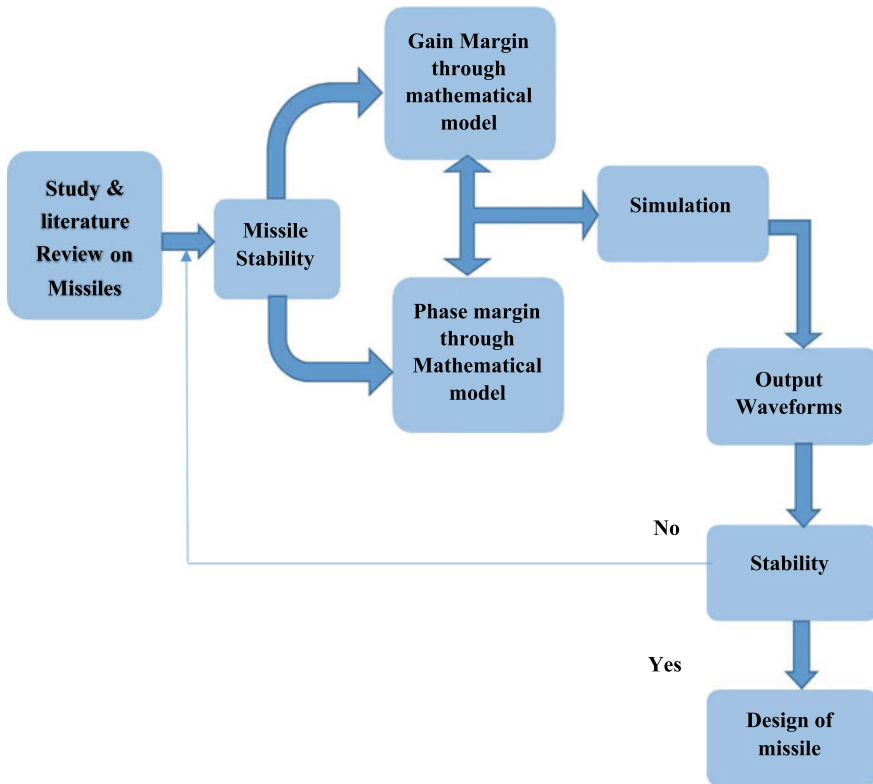 Gain Margin
through
mathematical
model
Study &
literature
Review on
Missiles
Missile
Stability
Simulation
Phase margin
through
Mathematical
model
Output
Waveforms
No
Stability
Yes
Design of
missile